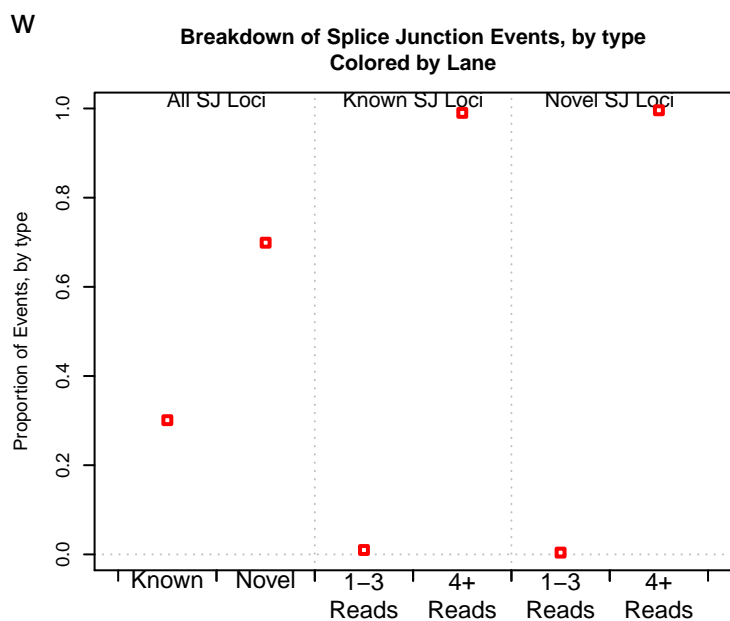 W
Breakdown of Splice Junction Events, by type
Colored by Lane
All SJ Loci Known SJ Loci Novel SJ Loci
Proportion of Events, by type
1.0
0.8
0.6
0.4
0.2
0.0
Known Novel 1−3 4+ 1−3 4+
Reads Reads Reads Reads